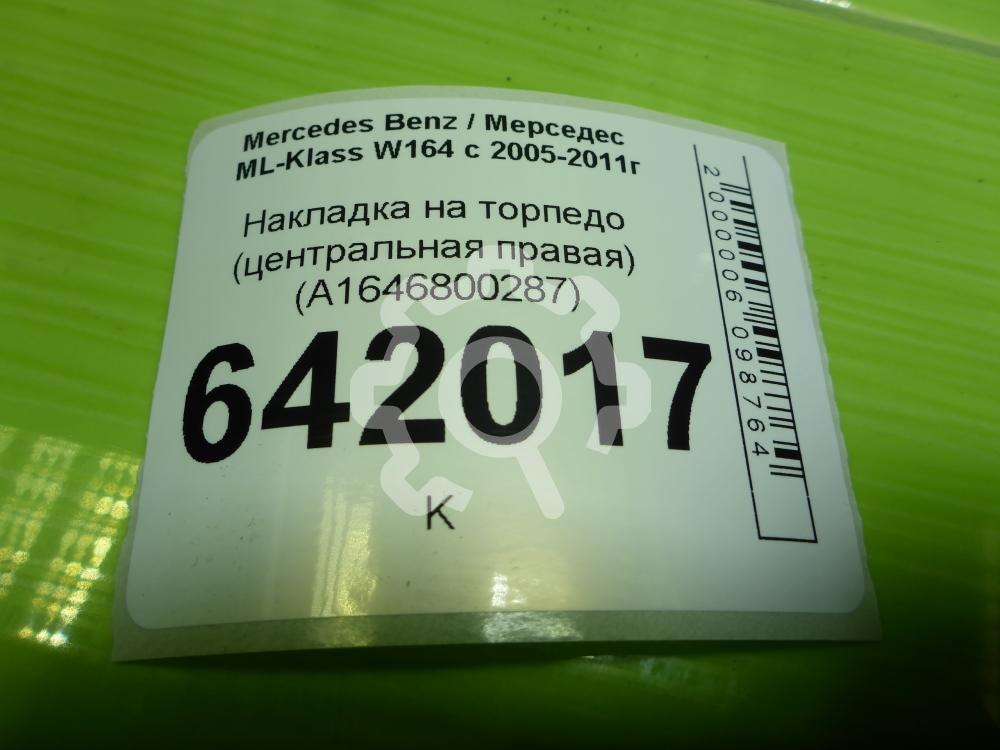 Mercedes Benz / Мерседес
ML-Klass W164 с 2005-2011г
Накладка на торпедо
(центральная правая)
(A1646800287)
642017
К
2000006098764